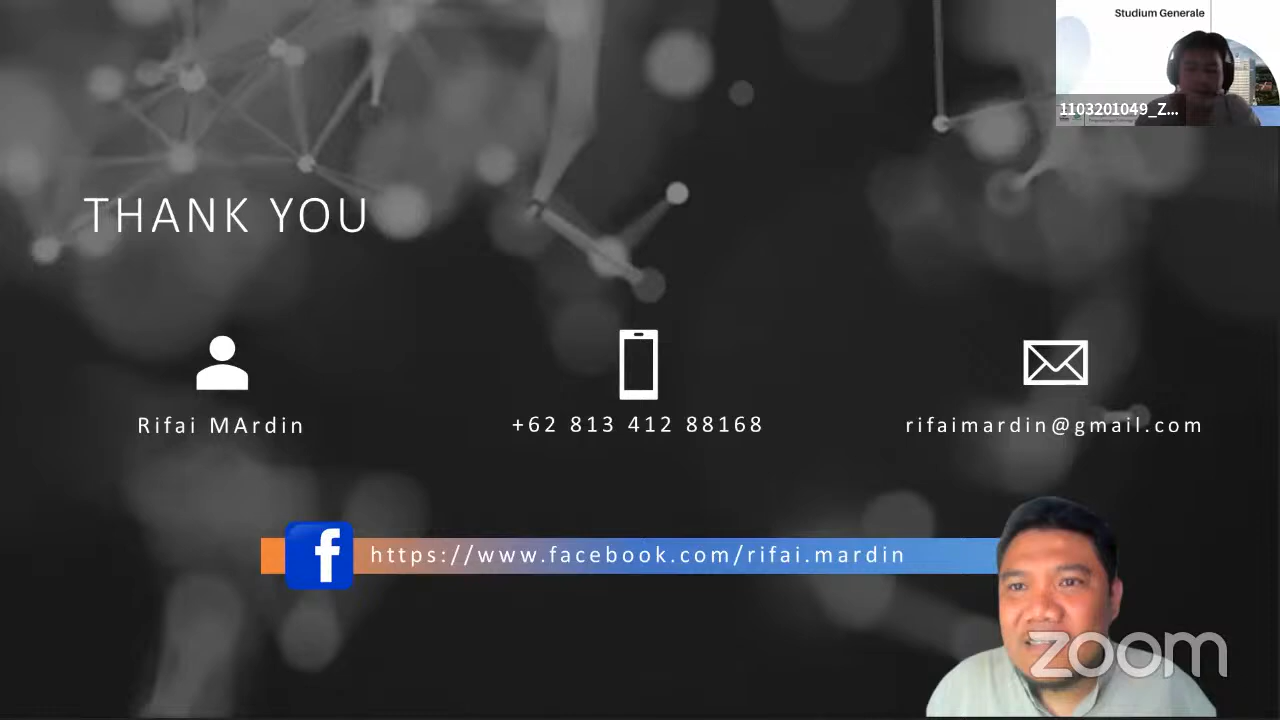 Studium Generale
1103201049_Z...
THANK YOU
Rifai MArdin
+62 813 412 88168
rifaimardin@gmail.com
f
https://www.facebook.com/rifai.mardin
zoom